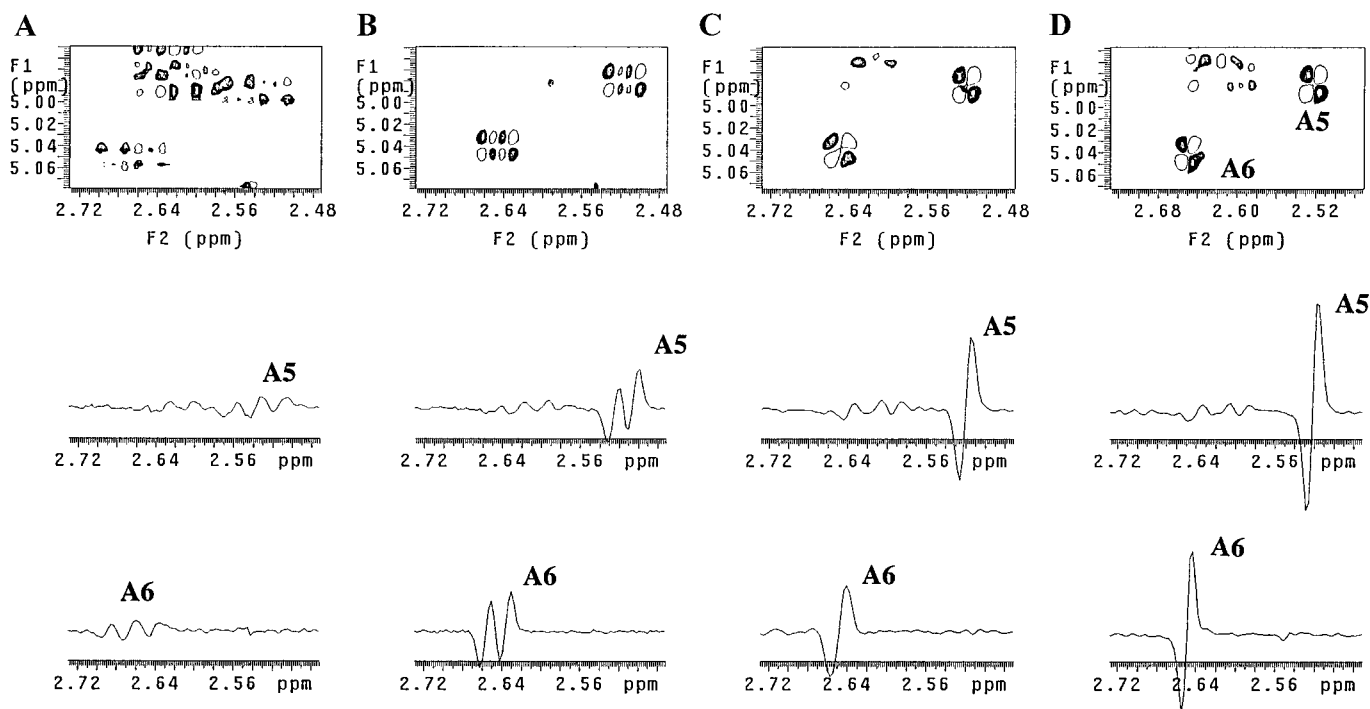 A
F1
(ppm)
5.00
5.02
5.04
5.06
2.72 2.64 2.56 2.48
F2 (ppm)
B
F1
(ppm)
5.00
5.02
5.04
5.06
2.72 2.64 2.56 2.48
F2 (ppm)
C
F1
(ppm)
5.00
5.02
5.04
5.06
2.72 2.64 2.56 2.48
F2 (ppm)
D
F1
(ppm)
5.00
5.02
5.04
5.06
A5
A6
2.68 2.60 2.52
F2 (ppm)
A5
2.72 2.64 2.56 ppm
A5
2.72 2.64 2.56 ppm
A5
2.72 2.64 2.56 ppm
A5
2.72 2.64 2.56 ppm
A6
2.72 2.64 2.56 ppm
A6
2.72 2.64 2.56 ppm
A6
2.72 2.64 2.56 ppm
A6
2.72 2.64 2.56 ppm